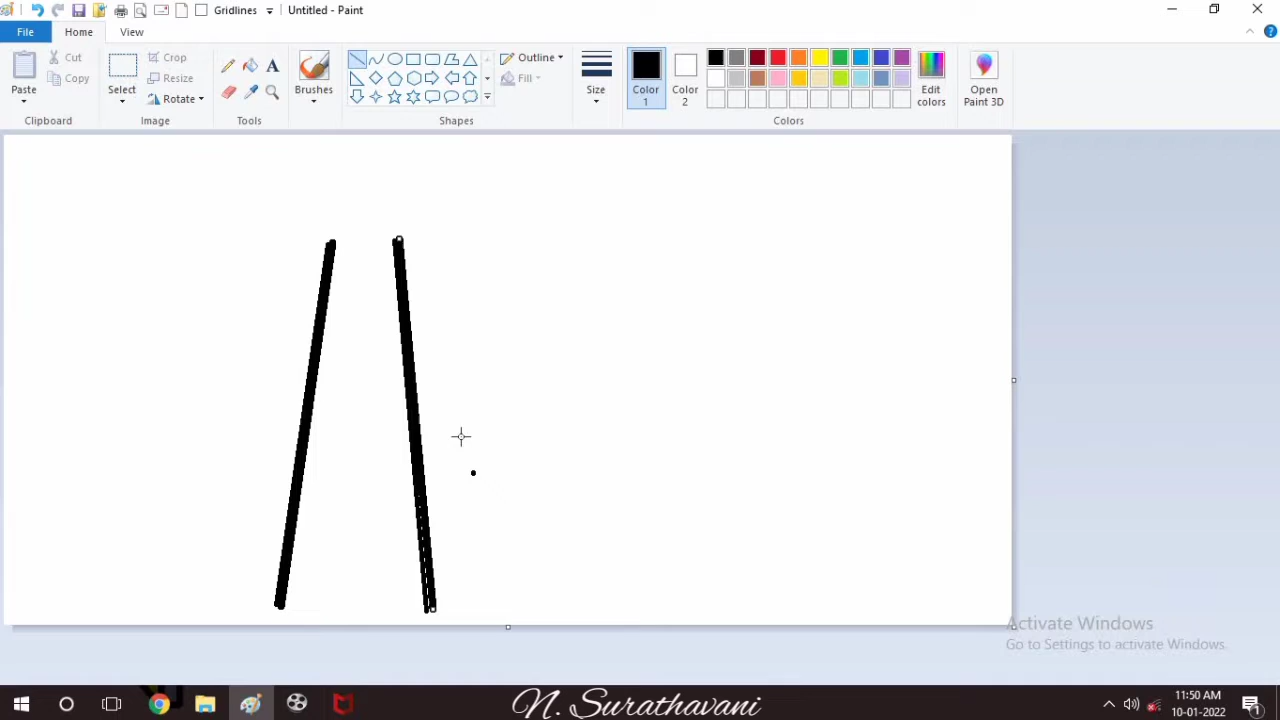 Gridlines Untitled - Paint
File Home View
Paste Cut Copy Select Crop Resize Rotate A Brushes Outline Fill Size Color 1 Color 2 Edit colors Open Paint 3D
Clipboard Image Tools Shapes Colors
Activate Windows
Go to Settings to activate Windows.
N. Surathavani
11:50 AM
10-01-2022
1